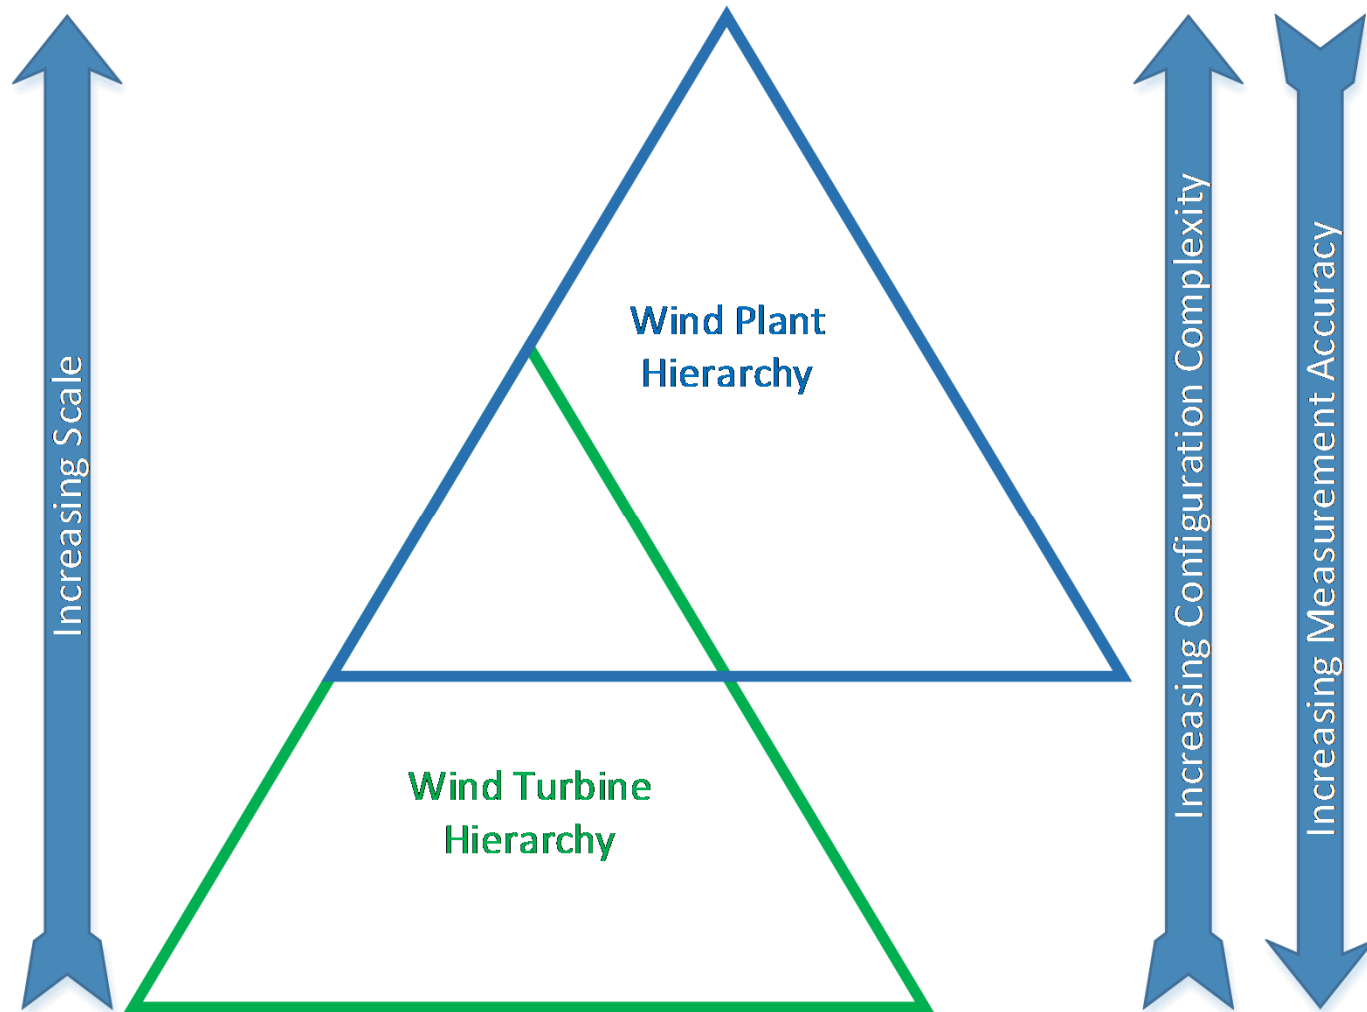 Increasing Scale
Wind Plant
Hierarchy
Wind Turbine
Hierarchy
Increasing Configuration Complexity
Increasing Measurement Accuracy